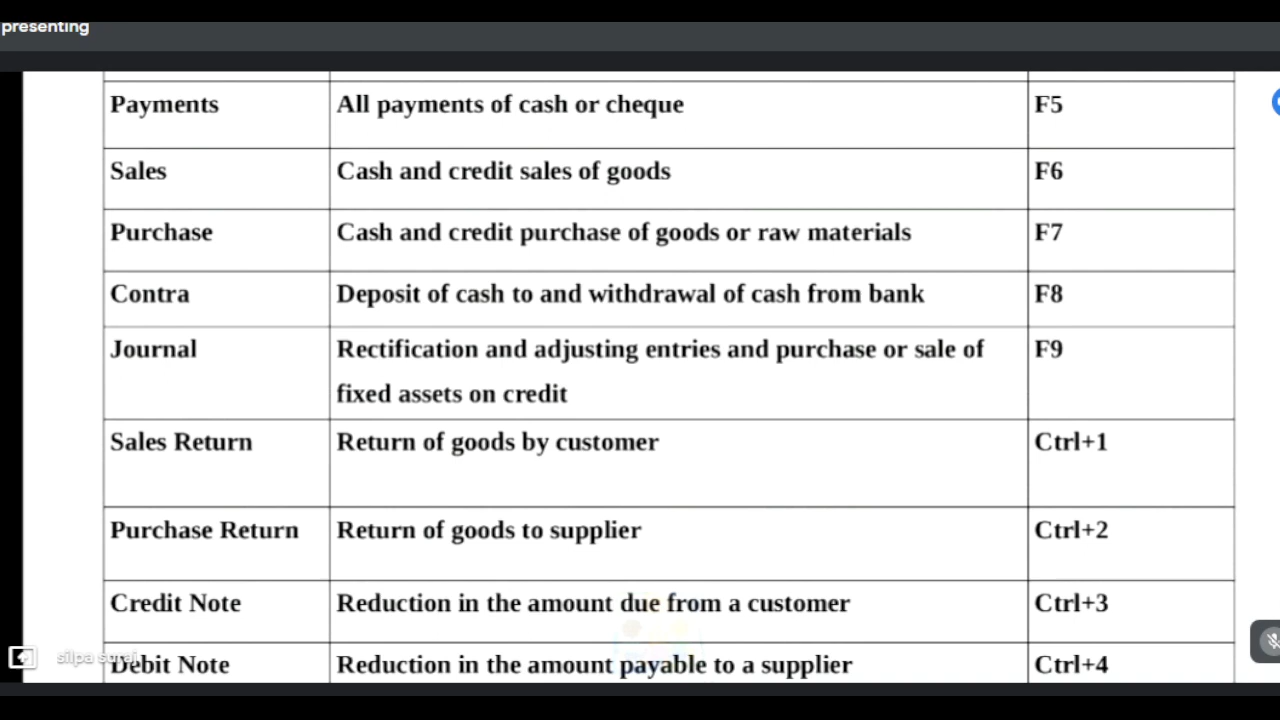 presenting
Payments All payments of cash or cheque F5
Sales Cash and credit sales of goods F6
Purchase Cash and credit purchase of goods or raw materials F7
Contra Deposit of cash to and withdrawal of cash from bank F8
Journal Rectification and adjusting entries and purchase or sale of F9
fixed assets on credit
Sales Return Return of goods by customer Ctrl+1
Purchase Return Return of goods to supplier Ctrl+2
Credit Note Reduction in the amount due from a customer Ctrl+3
silpa suraj
Debit Note Reduction in the amount payable to a supplier Ctrl+4